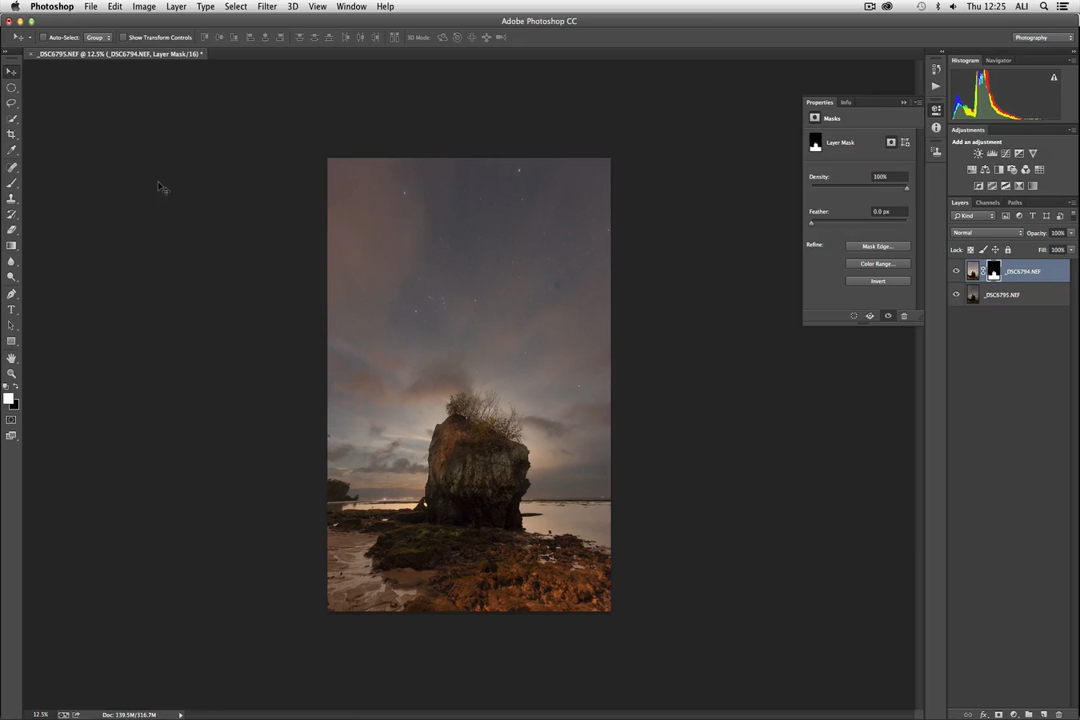 Photoshop File Edit Image Layer Type Select Filter 3D View Window Help Thu 12:25 ALI
Adobe Photoshop CC
Auto-Select: Group Show Transform Controls 3D Mode: Photography
× _DSC6795.NEF @ 12.5% (_DSC6794.NEF, Layer Mask/16) *
Histogram Navigator
Properties Info
Masks
Layer Mask
Density: 100%
Feather: 0.0 px
Refine: Mask Edge...
Color Range...
Invert
Adjustments
Add an adjustment
Layers Channels Paths
Kind
Normal Opacity: 100%
Lock: Fill: 100%
_DSC6794.NEF
_DSC6795.NEF
12.5% Doc: 139.5M/316.7M